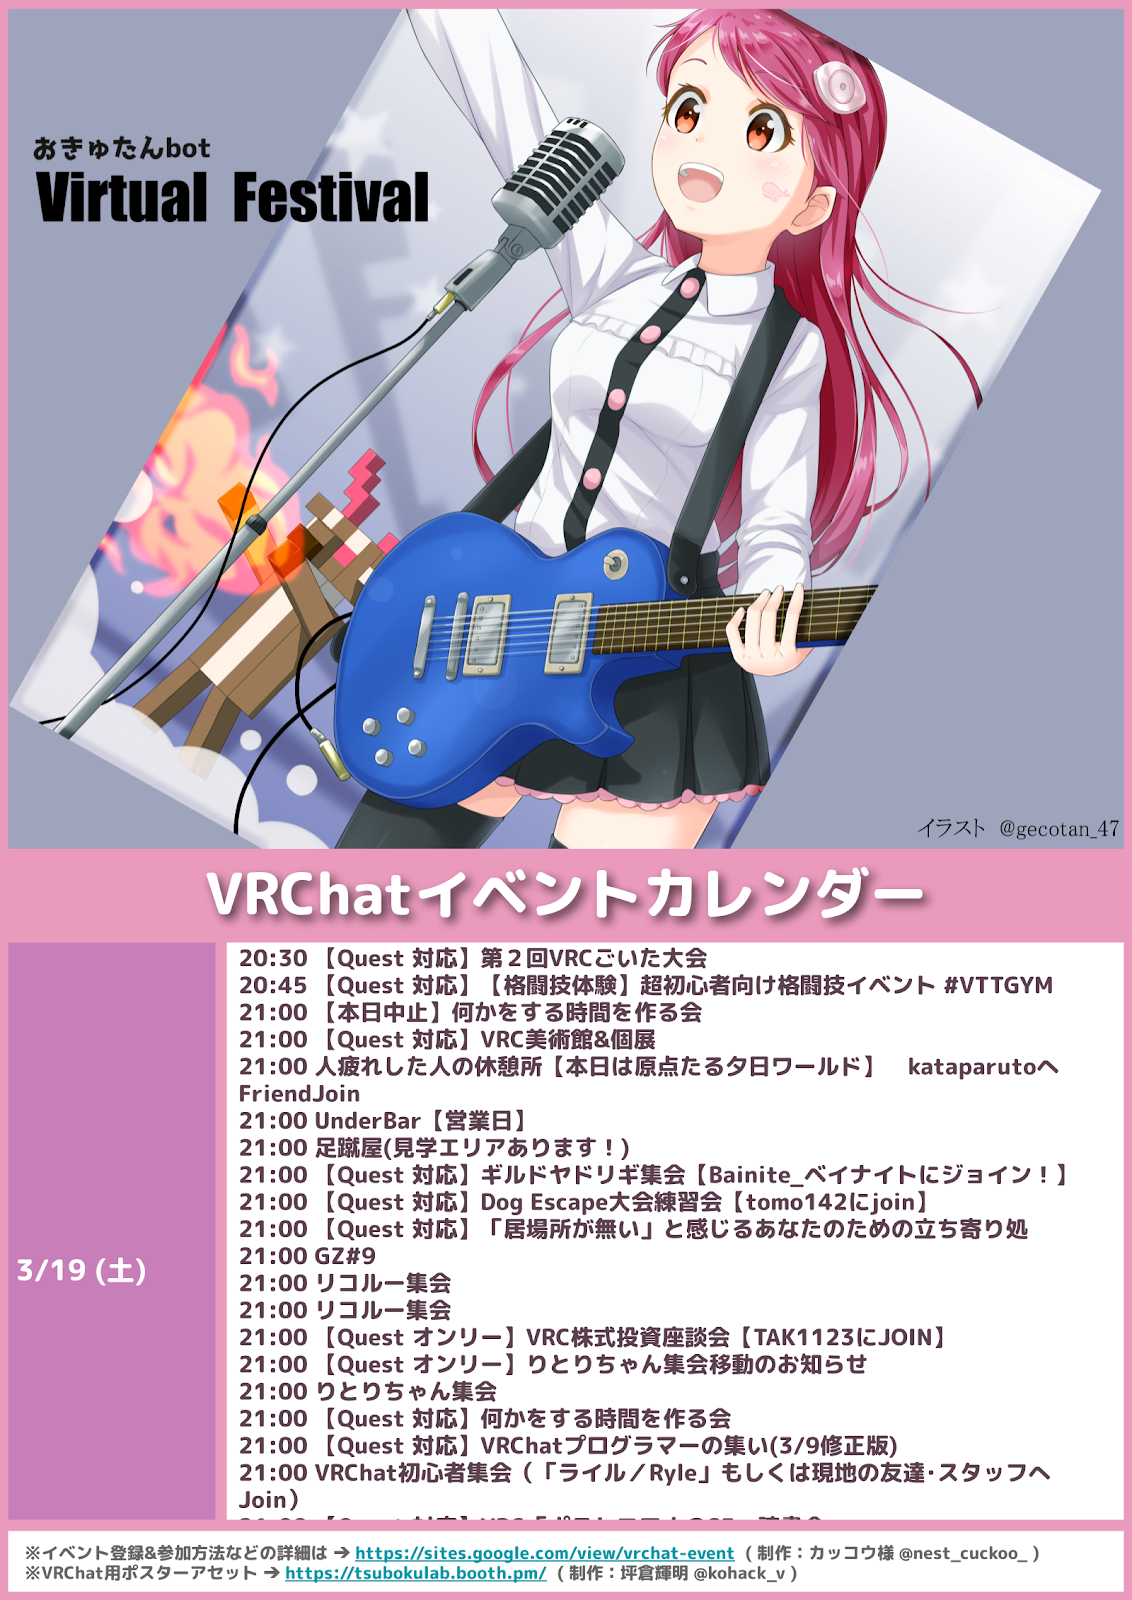 おきゅたんbot
Virtual Festival
イラスト @gecotan_47
VRChatイベントカレンダー
3/19 (土)
20:30 【Quest 対応】第２回VRCごいた大会
20:45 【Quest 対応】【格闘技体験】超初心者向け格闘技イベント #VTTGYM
21:00 【本日中止】何かをする時間を作る会
21:00 【Quest 対応】VRC美術館&個展
21:00 人疲れした人の休憩所【本日は原点たる夕日ワールド】　kataparutoへ
FriendJoin
21:00 UnderBar【営業日】
21:00 足蹴屋(見学エリアあります！)
21:00 【Quest 対応】ギルドヤドリギ集会【Bainite_ベイナイトにジョイン！】
21:00 【Quest 対応】Dog Escape大会練習会【tomo142にjoin】
21:00 【Quest 対応】「居場所が無い」と感じるあなたのための立ち寄り処
21:00 GZ#9
21:00 リコルー集会
21:00 リコルー集会
21:00 【Quest オンリー】VRC株式投資座談会【TAK1123にJOIN】
21:00 【Quest オンリー】りとりちゃん集会移動のお知らせ
21:00 りとりちゃん集会
21:00 【Quest 対応】何かをする時間を作る会
21:00 【Quest 対応】VRChatプログラマーの集い(3/9修正版)
21:00 VRChat初心者集会（「ライル／Ryle」もしくは現地の友達･スタッフへ
Join）
※イベント登録&参加方法などの詳細は → https://sites.google.com/view/vrchat-event ( 制作：カッコウ様 @nest_cuckoo_ )
※VRChat用ポスターアセット → https://tsubokulab.booth.pm/ ( 制作：坪倉輝明 @kohack_v )